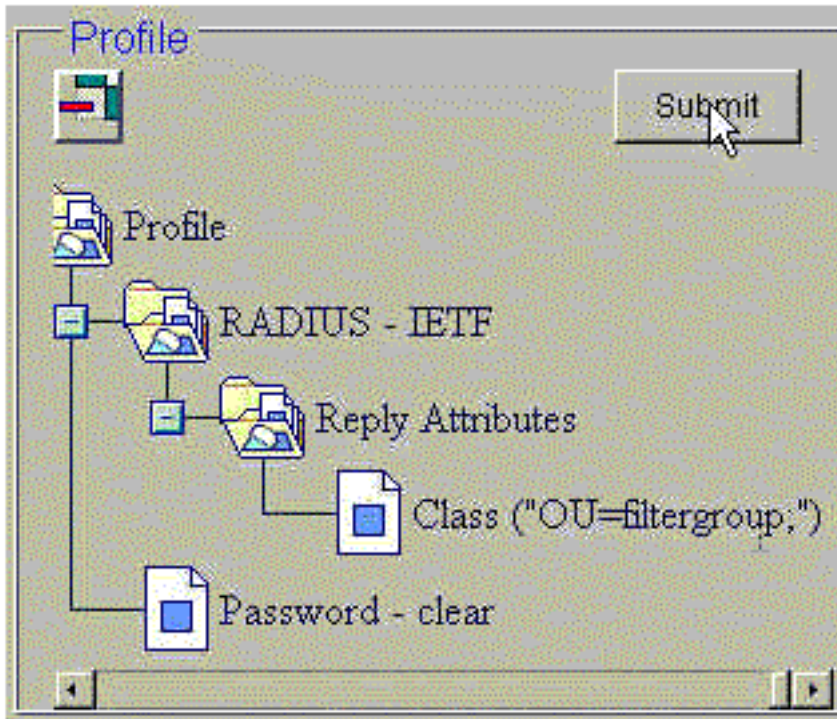 Profile
Submit
Profile
RADIUS - IETF
Reply Attributes
Class ("OU=filtergroup;")
Password - clear